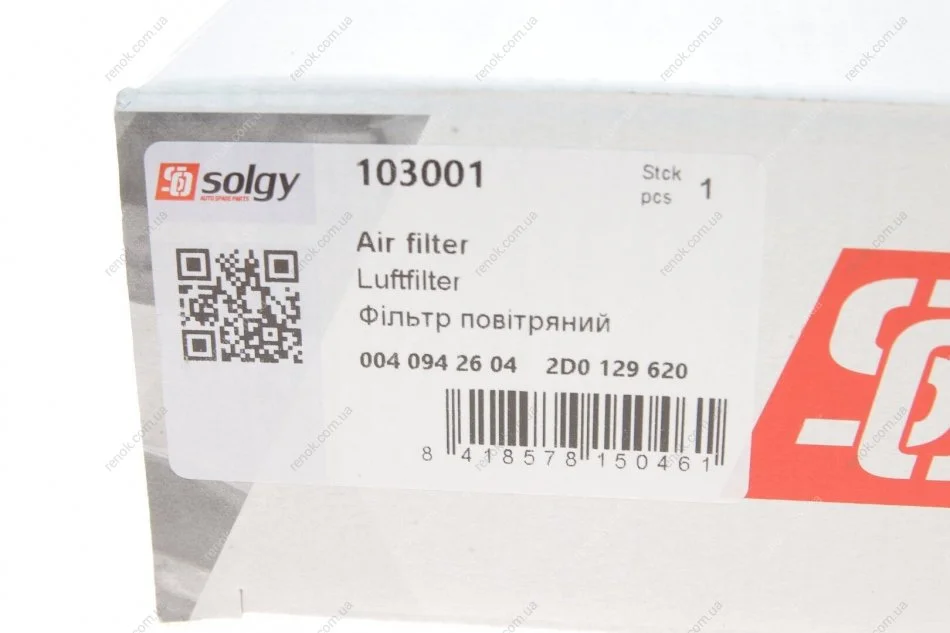 solgy
AUTO SPARE PARTS
103001
Stck
pcs 1
Air filter
Luftfilter
Фільтр повітряний
004 094 26 04 2D0 129 620
8 418578 150461
renok.com.ua